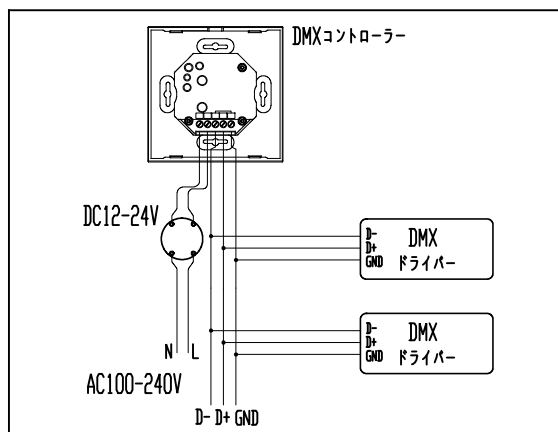 DMXコントローラー
DC12-24V
D-
D+
GND
DMX
ドライバー
D-
D+
GND
DMX
ドライバー
N L
AC100-240V
D- D+ GND